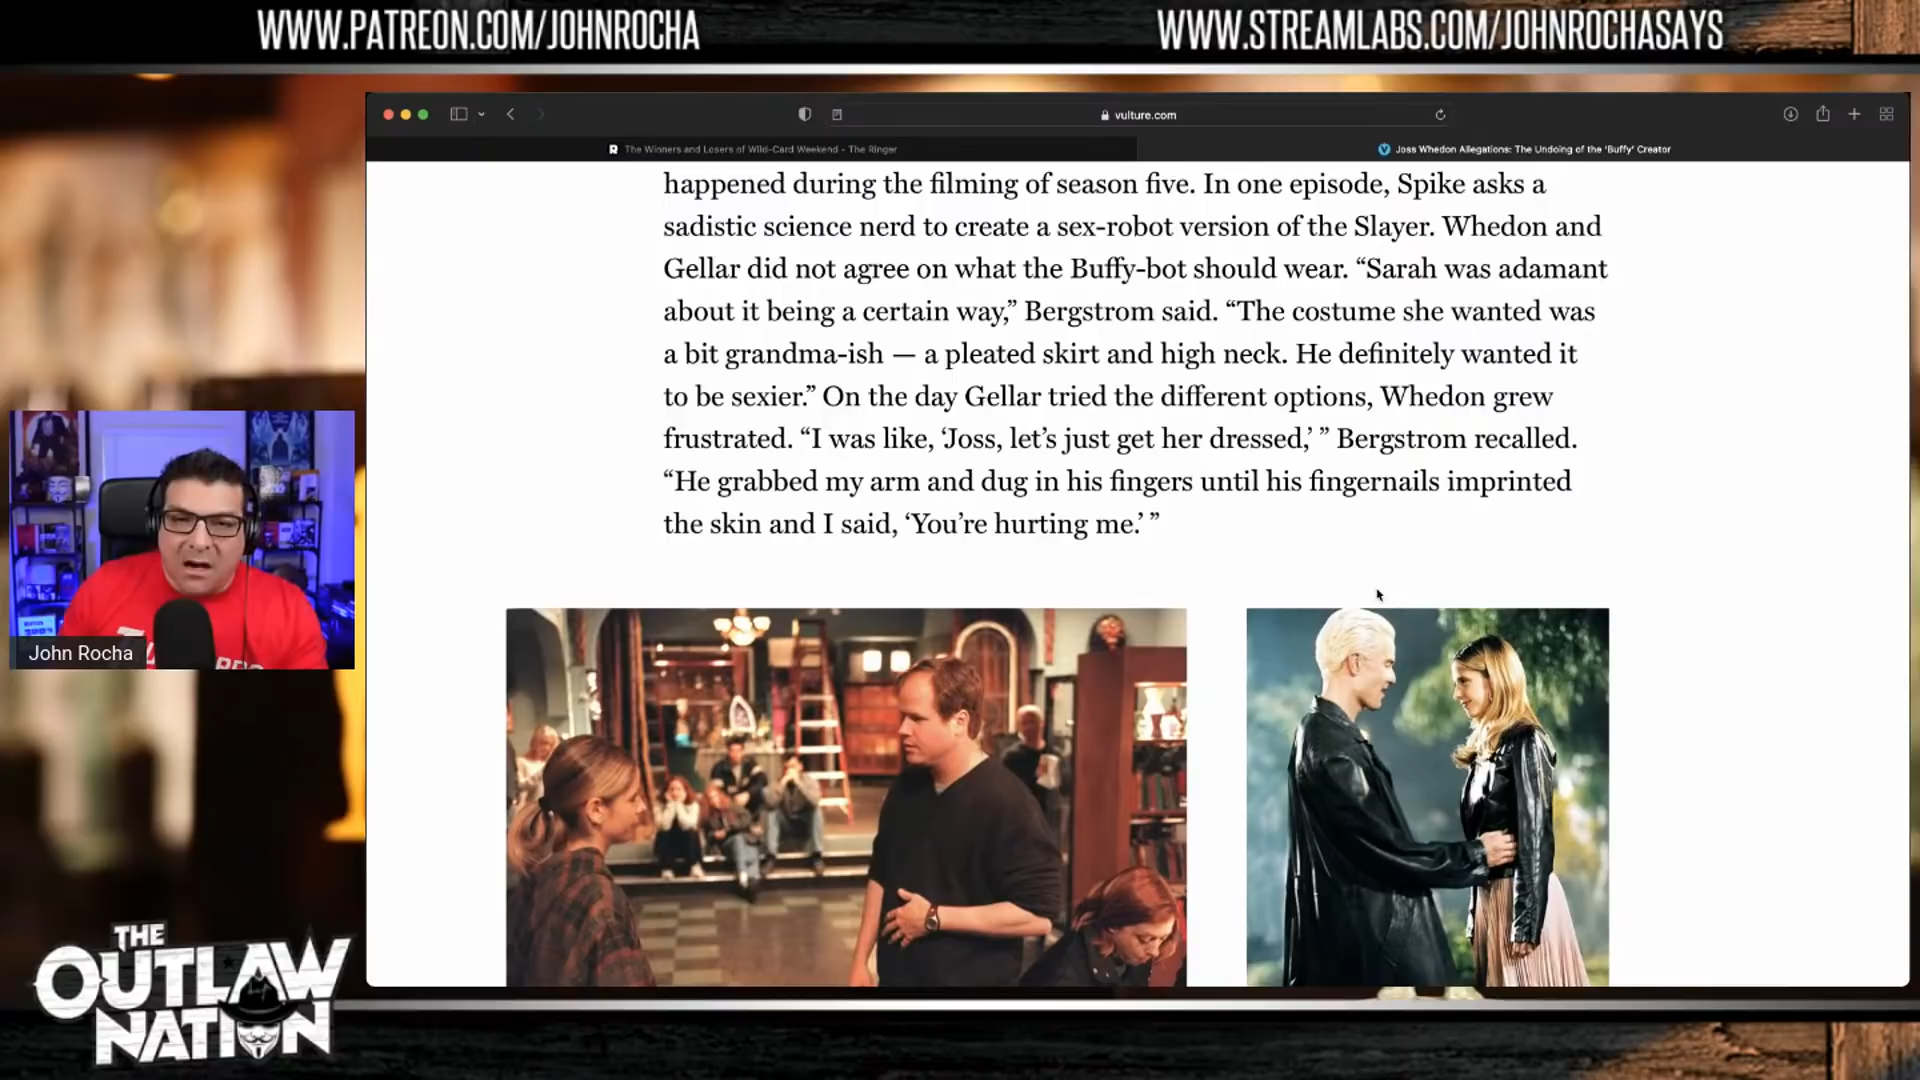 WWW.PATREON.COM/JOHNROCHA
WWW.STREAMLABS.COM/JOHNROCHASAYS
vulture.com
The Winners and Losers of Wild-Card Weekend - The Ringer
Joss Whedon Allegations: The Undoing of the 'Buffy' Creator
happened during the filming of season five. In one episode, Spike asks a
sadistic science nerd to create a sex-robot version of the Slayer. Whedon and
Gellar did not agree on what the Buffy-bot should wear. “Sarah was adamant
about it being a certain way,” Bergstrom said. “The costume she wanted was
a bit grandma-ish — a pleated skirt and high neck. He definitely wanted it
to be sexier.” On the day Gellar tried the different options, Whedon grew
frustrated. “I was like, ‘Joss, let’s just get her dressed,’ ” Bergstrom recalled.
“He grabbed my arm and dug in his fingers until his fingernails imprinted
the skin and I said, ‘You’re hurting me.’ ”
John Rocha
THE
OUTLAW
NATION